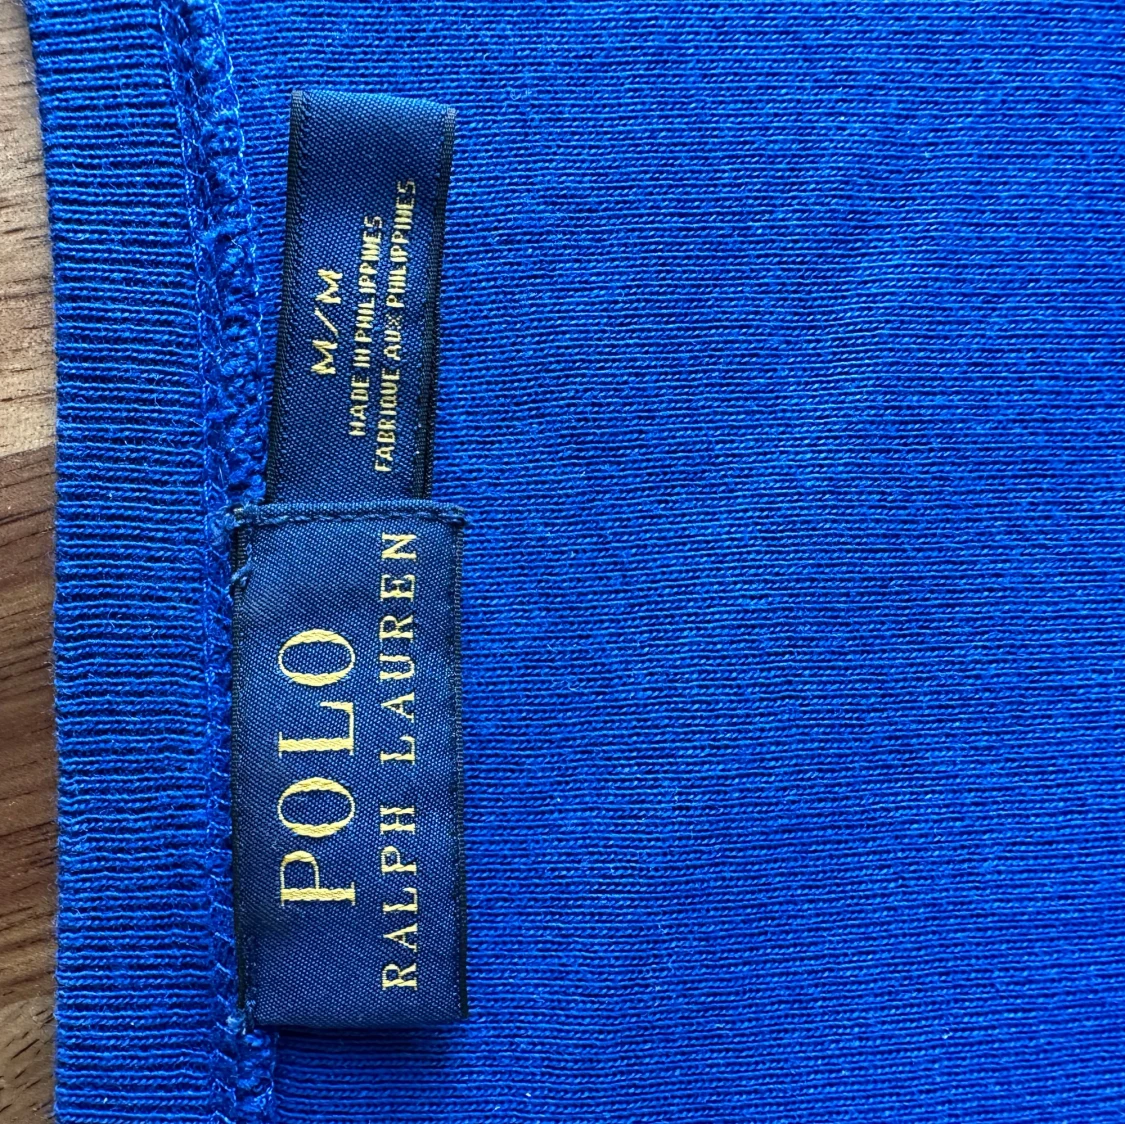 POLO
RALPH LAUREN
M/M
MADE IN PHILIPPINES
FABRIQUE AUX PHILIPPINES